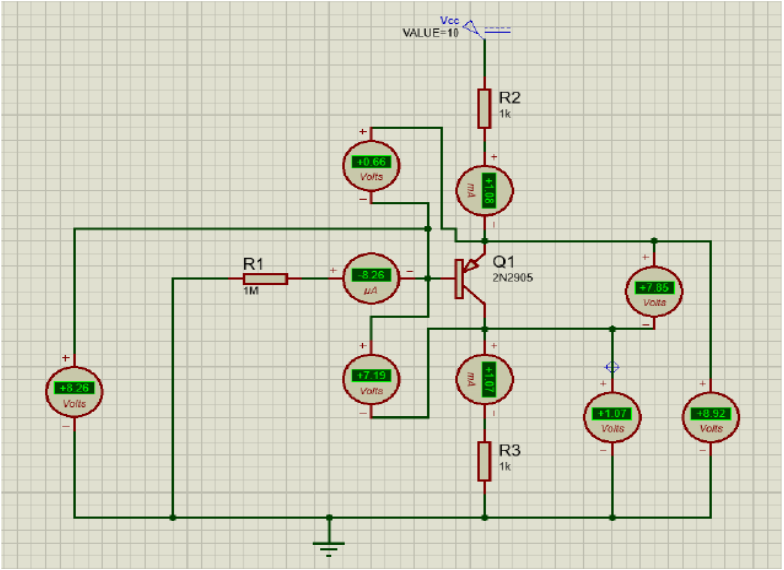 Vcc
VALUE=10
R2
1k
+
+0.66
Volts
−
+
+1.08
mA
−
R1
1M
+
-8.26
µA
−
Q1
2N2905
+
+7.85
Volts
−
+
+8.26
Volts
−
+
+7.19
Volts
−
+
+1.07
mA
−
+
+1.07
Volts
−
+
+8.92
Volts
−
R3
1k